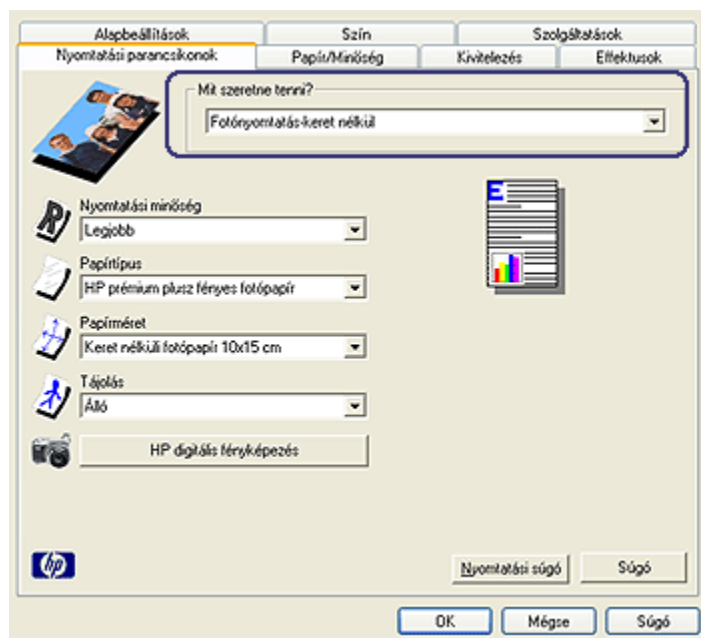 Alapbeállítások
Szín
Szolgáltatások
Nyomtatási parancsikonok
Papír/Minőség
Kivitelezés
Effektusok
Mit szeretne tenni?
Fotónyomtatás-keret nélkül
Nyomtatási minőség
Legjobb
Papírtípus
HP prémium plusz fényes fotópapír
Papírméret
Keret nélküli fotópapír 10x15 cm
Tájolás
Álló
HP digitális fényképezés
hp
Nyomtatási súgó
Súgó
OK
Mégse
Súgó